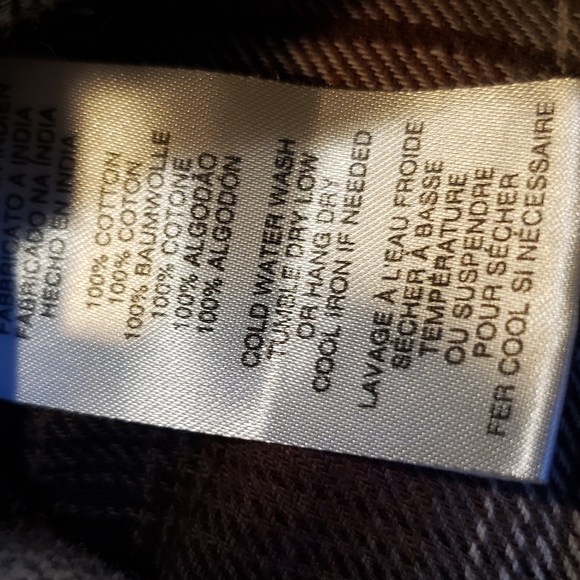 FABBRICATO A INDIA
FABRICADO NA ÍNDIA
HECHO EN INDIA
100% COTTON
100% COTON
100% BAUMWOLLE
100% COTONE
100% ALGODÃO
100% ALGODON
COLD WATER WASH
TUMBLE DRY LOW
OR HANG DRY
COOL IRON IF NEEDED
LAVAGE À L'EAU FROIDE
SÉCHER À BASSE
TEMPÉRATURE
OU SUSPENDRE
POUR SÉCHER
FER COOL SI NÉCESSAIRE